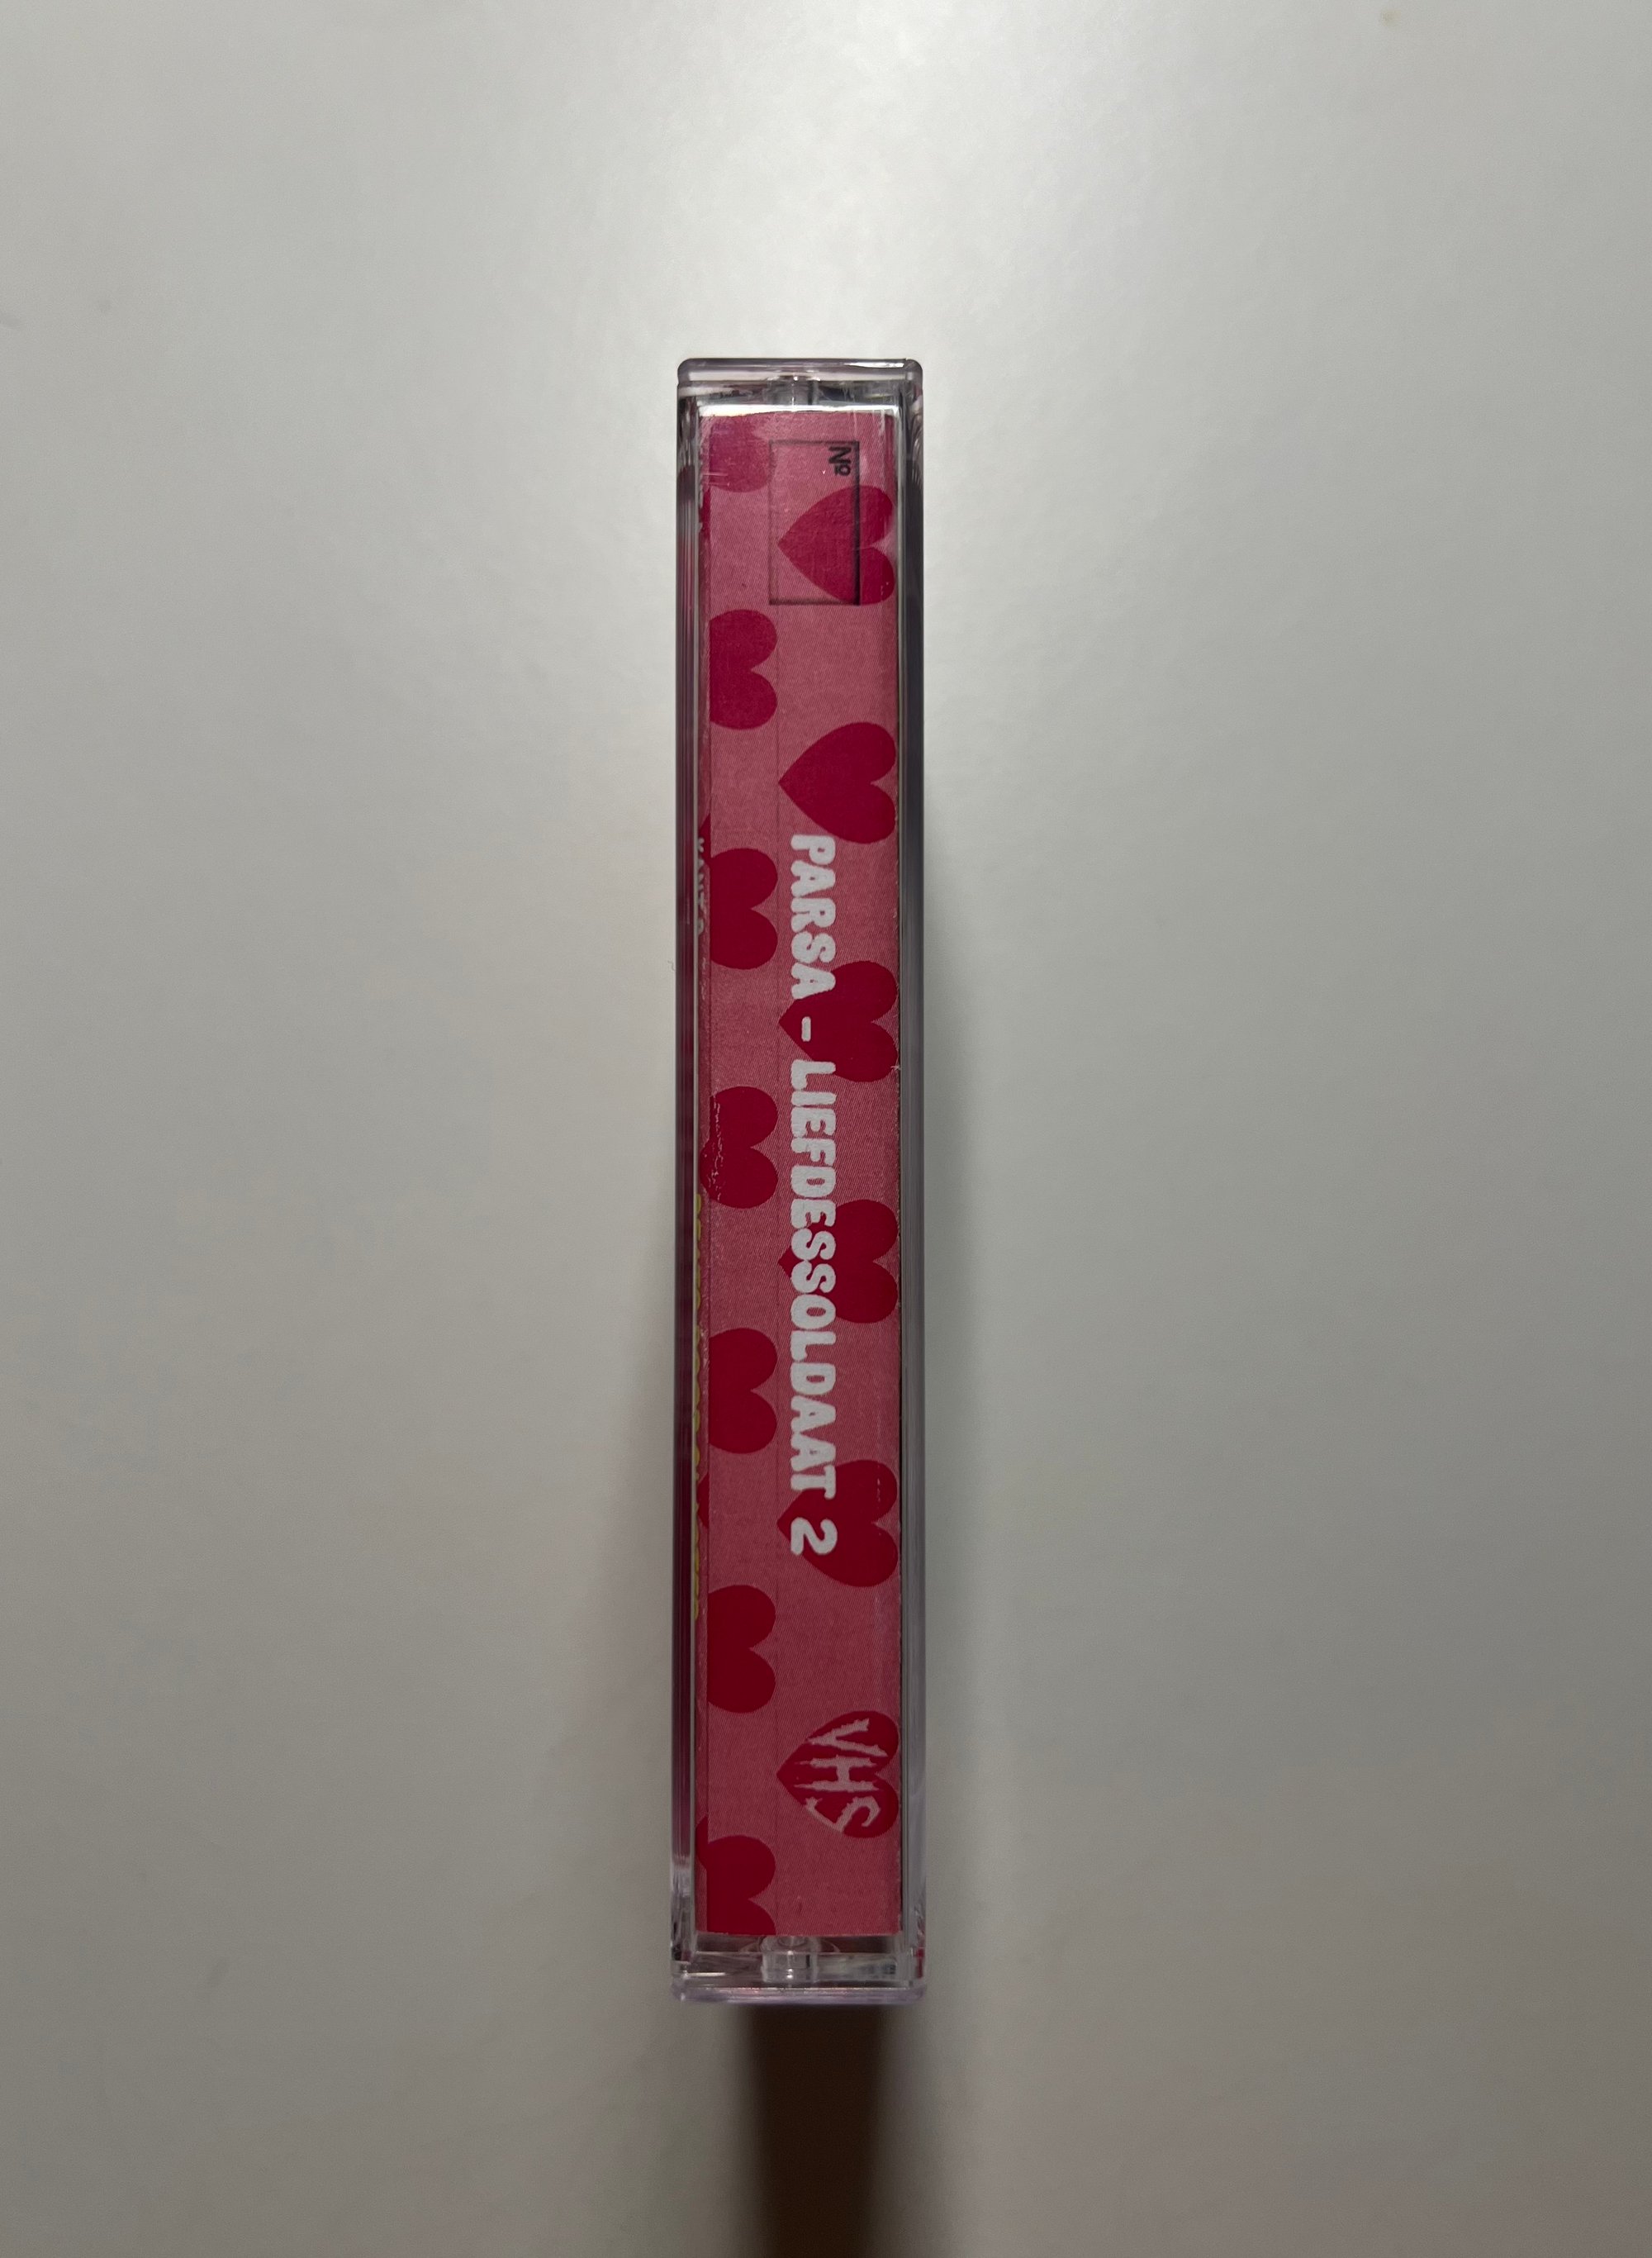 Nº
PARSA - LIEFDESSOLDAAT 2
VHS